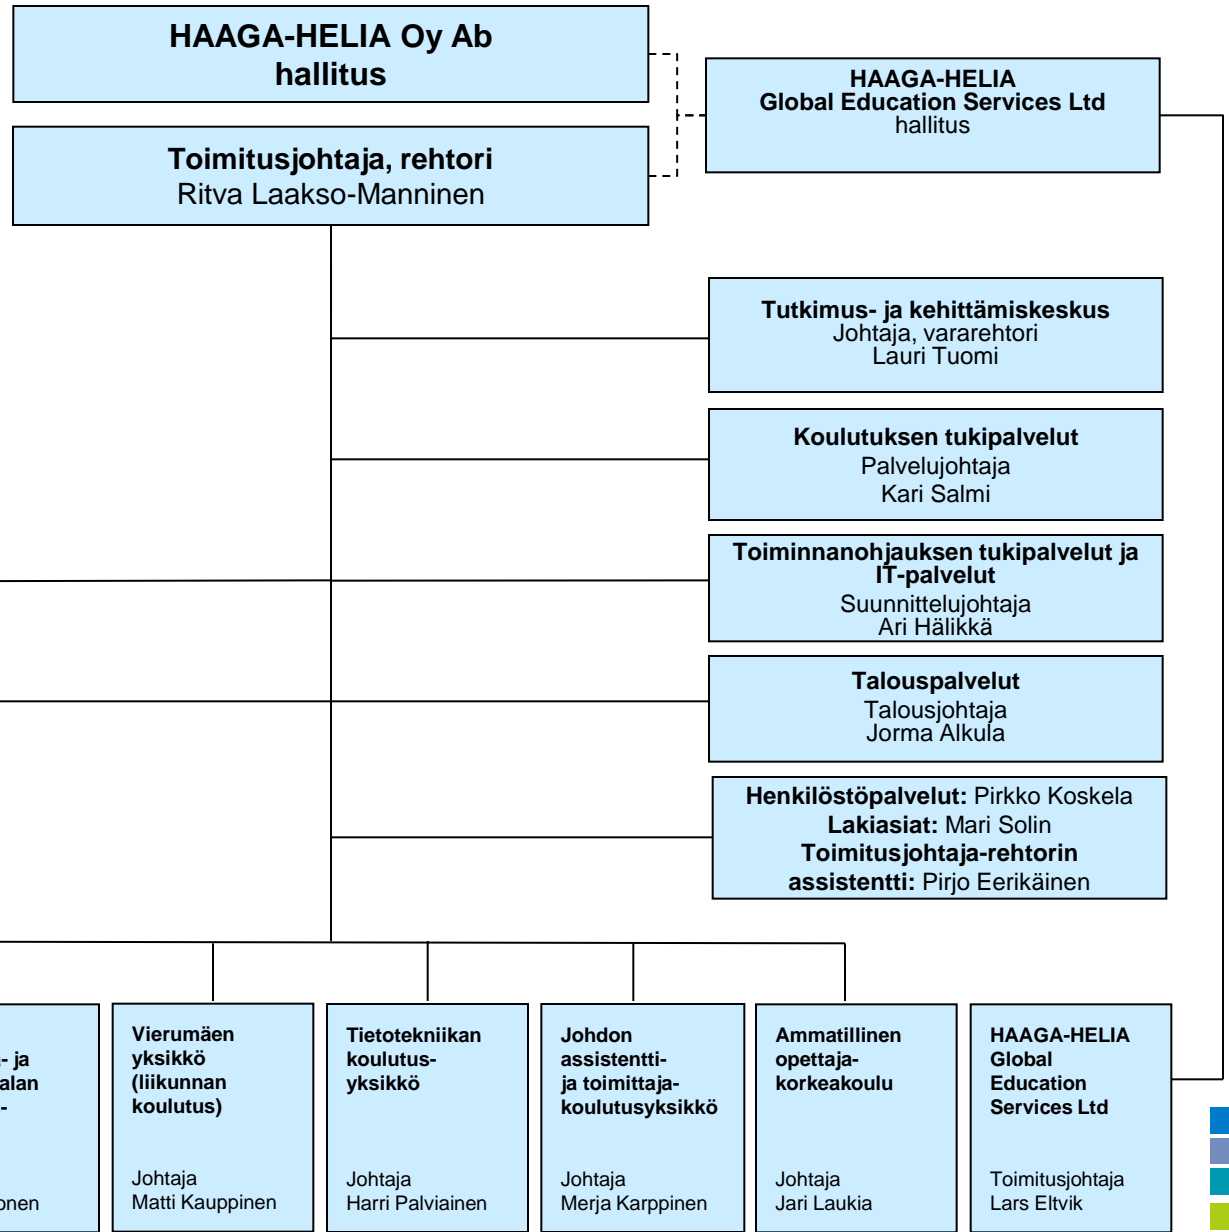 HAAGA-HELIA Oy Ab
hallitus
HAAGA-HELIA
Global Education Services Ltd
hallitus
Toimitusjohtaja, rehtori
Ritva Laakso-Manninen
Tutkimus- ja kehittämiskeskus
Johtaja, vararehtori
Lauri Tuomi
Koulutuksen tukipalvelut
Palvelujohtaja
Kari Salmi
Toiminnanohjauksen tukipalvelut ja
IT-palvelut
Suunnittelujohtaja
Ari Hälikkä
Talouspalvelut
Talousjohtaja
Jorma Alkula
Henkilöstöpalvelut: Pirkko Koskela
Lakiasiat: Mari Solin
Toimitusjohtaja-rehtorin
assistentti: Pirjo Eerikäinen
- ja
alan
-
onen
Vierumäen
yksikkö
(liikunnan
koulutus)
Johtaja
Matti Kauppinen
Tietotekniikan
koulutus-
yksikkö
Johtaja
Harri Palviainen
Johdon
assistentti-
ja toimittaja-
koulutusyksikkö
Johtaja
Merja Karppinen
Ammatillinen
opettaja-
korkeakoulu
Johtaja
Jari Laukia
HAAGA-HELIA
Global
Education
Services Ltd
Toimitusjohtaja
Lars Eltvik